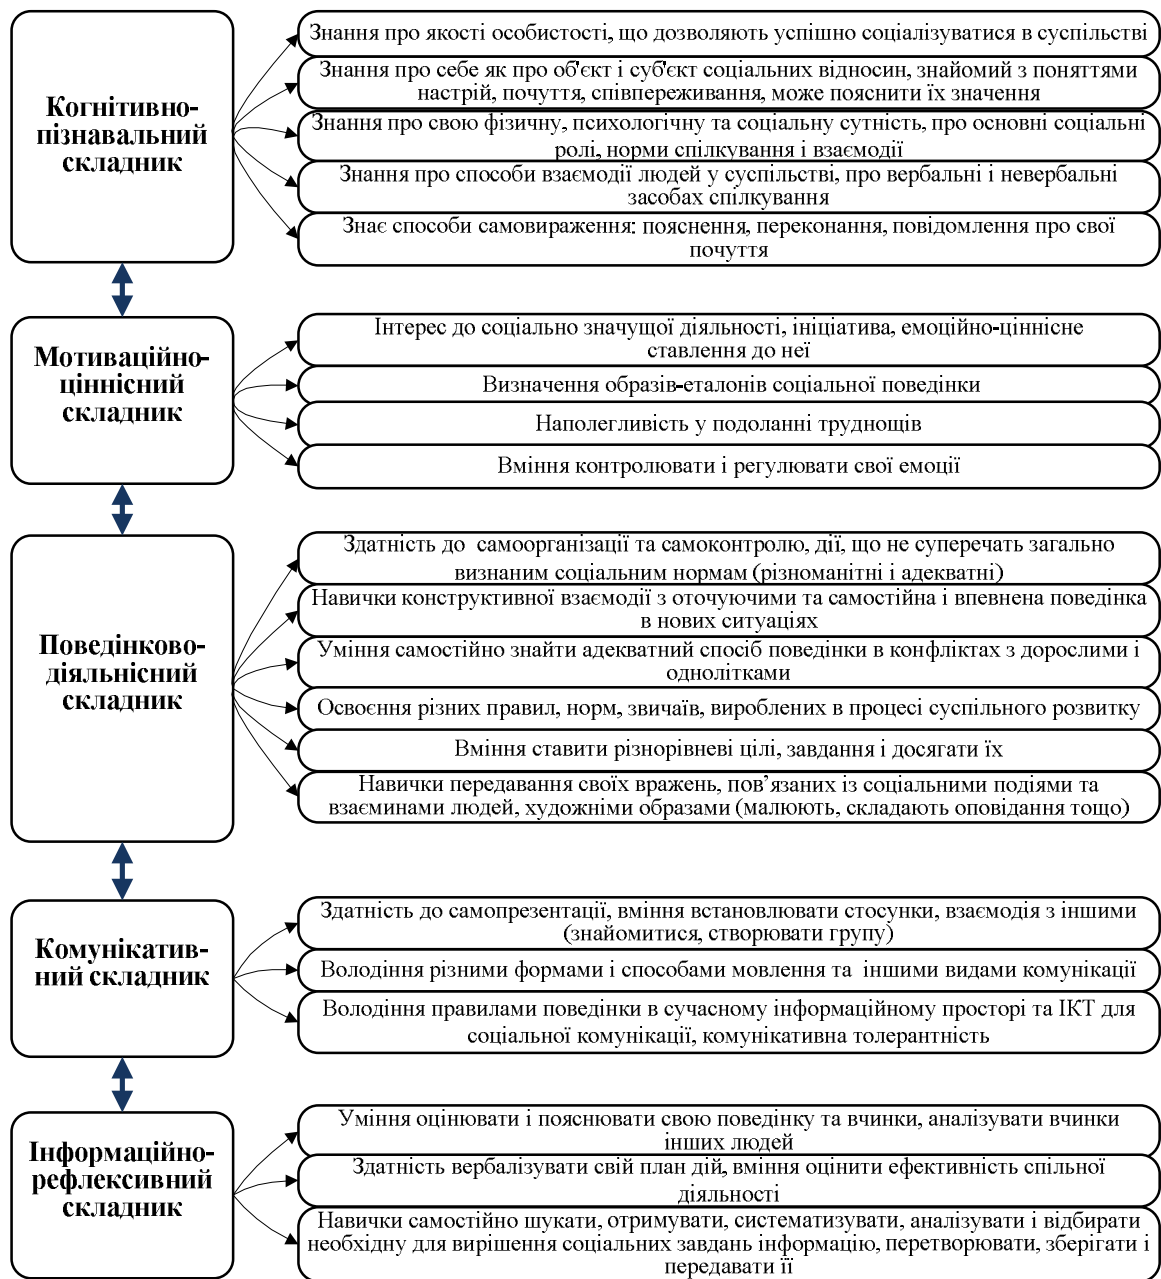 Когнітивно-
пізнавальний
складник
Знання про якості особистості, що дозволяють успішно соціалізуватися в суспільстві
Знання про себе як про об'єкт і суб'єкт соціальних відносин, знайомий з поняттями
настрій, почуття, співпереживання, може пояснити їх значення
Знання про свою фізичну, психологічну та соціальну сутність, про основні соціальні
ролі, норми спілкування і взаємодії
Знання про способи взаємодії людей у суспільстві, про вербальні і невербальні
засобах спілкування
Знає способи самовираження: пояснення, переконання, повідомлення про свої
почуття
Мотиваційно-
ціннісний
складник
Інтерес до соціально значущої діяльності, ініціатива, емоційно-ціннісне
ставлення до неї
Визначення образів-еталонів соціальної поведінки
Наполегливість у подоланні труднощів
Вміння контролювати і регулювати свої емоції
Поведінково-
діяльнісний
складник
Здатність до самоорганізації та самоконтролю, дії, що не суперечать загально
визнаним соціальним нормам (різноманітні і адекватні)
Навички конструктивної взаємодії з оточуючими та самостійна і впевнена поведінка
в нових ситуаціях
Уміння самостійно знайти адекватний спосіб поведінки в конфліктах з дорослими і
однолітками
Освоєння різних правил, норм, звичаїв, вироблених в процесі суспільного розвитку
Вміння ставити різнорівневі цілі, завдання і досягати їх
Навички передавання своїх вражень, пов’язаних із соціальними подіями та
взаєминами людей, художніми образами (малюють, складають оповідання тощо)
Комунікатив-
ний складник
Здатність до самопрезентації, вміння встановлювати стосунки, взаємодія з іншими
(знайомитися, створювати групу)
Володіння різними формами і способами мовлення та іншими видами комунікації
Володіння правилами поведінки в сучасному інформаційному просторі та ІКТ для
соціальної комунікації, комунікативна толерантність
Інформаційно-
рефлексивний
складник
Уміння оцінювати і пояснювати свою поведінку та вчинки, аналізувати вчинки
інших людей
Здатність вербалізувати свій план дій, вміння оцінити ефективність спільної
діяльності
Навички самостійно шукати, отримувати, систематизувати, аналізувати і відбирати
необхідну для вирішення соціальних завдань інформацію, перетворювати, зберігати і
передавати її